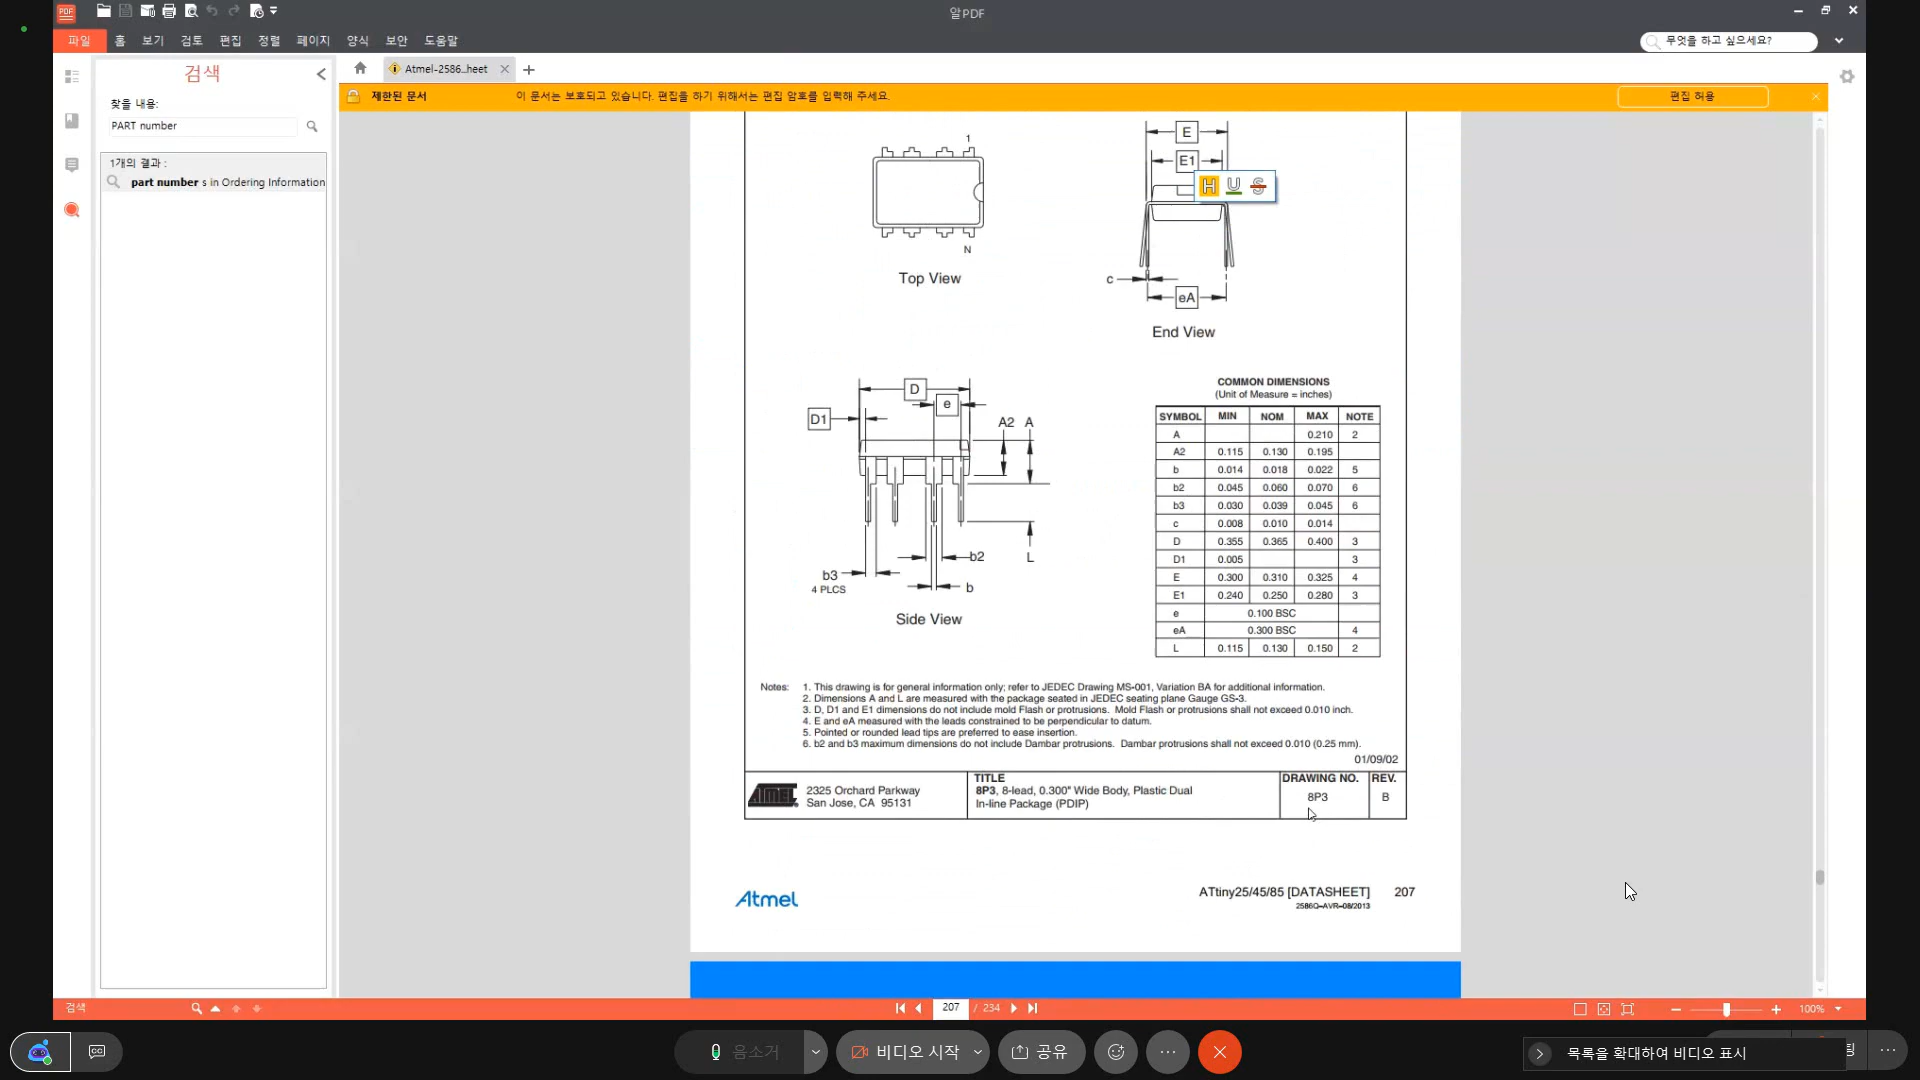 알PDF
파일 홈 보기 검토 편집 정렬 페이지 양식 보안 도움말
무엇을 하고 싶으세요?
검색
Atmel-2586...heet
찾을 내용:
PART number
1개의 결과 :
part number s in Ordering Information
제한된 문서 이 문서는 보호되고 있습니다. 편집을 하기 위해서는 편집 암호를 입력해 주세요.
편집 허용
1
N
Top View
E
E1
H U S
c
eA
End View
D
e
D1
A2 A
b2
L
b3
4 PLCS
b
Side View
COMMON DIMENSIONS
(Unit of Measure = inches)
SYMBOL MIN NOM MAX NOTE
A 0.210 2
A2 0.115 0.130 0.195
b 0.014 0.018 0.022 5
b2 0.045 0.060 0.070 6
b3 0.030 0.039 0.045 6
c 0.008 0.010 0.014
D 0.355 0.365 0.400 3
D1 0.005 3
E 0.300 0.310 0.325 4
E1 0.240 0.250 0.280 3
e 0.100 BSC
eA 0.300 BSC 4
L 0.115 0.130 0.150 2
Notes: 1. This drawing is for general information only; refer to JEDEC Drawing MS-001, Variation BA for additional information.
2. Dimensions A and L are measured with the package seated in JEDEC seating plane Gauge GS-3.
3. D, D1 and E1 dimensions do not include mold Flash or protrusions. Mold Flash or protrusions shall not exceed 0.010 inch.
4. E and eA measured with the leads constrained to be perpendicular to datum.
5. Pointed or rounded lead tips are preferred to ease insertion.
6. b2 and b3 maximum dimensions do not include Dambar protrusions. Dambar protrusions shall not exceed 0.010 (0.25 mm).
01/09/02
ATMEL
2325 Orchard Parkway
San Jose, CA 95131
TITLE
8P3, 8-lead, 0.300" Wide Body, Plastic Dual
In-line Package (PDIP)
DRAWING NO.
8P3
REV.
B
Atmel
ATtiny25/45/85 [DATASHEET] 207
2586Q-AVR-08/2013
검색
207 / 234
100%
음소거
비디오 시작
공유
목록을 확대하여 비디오 표시